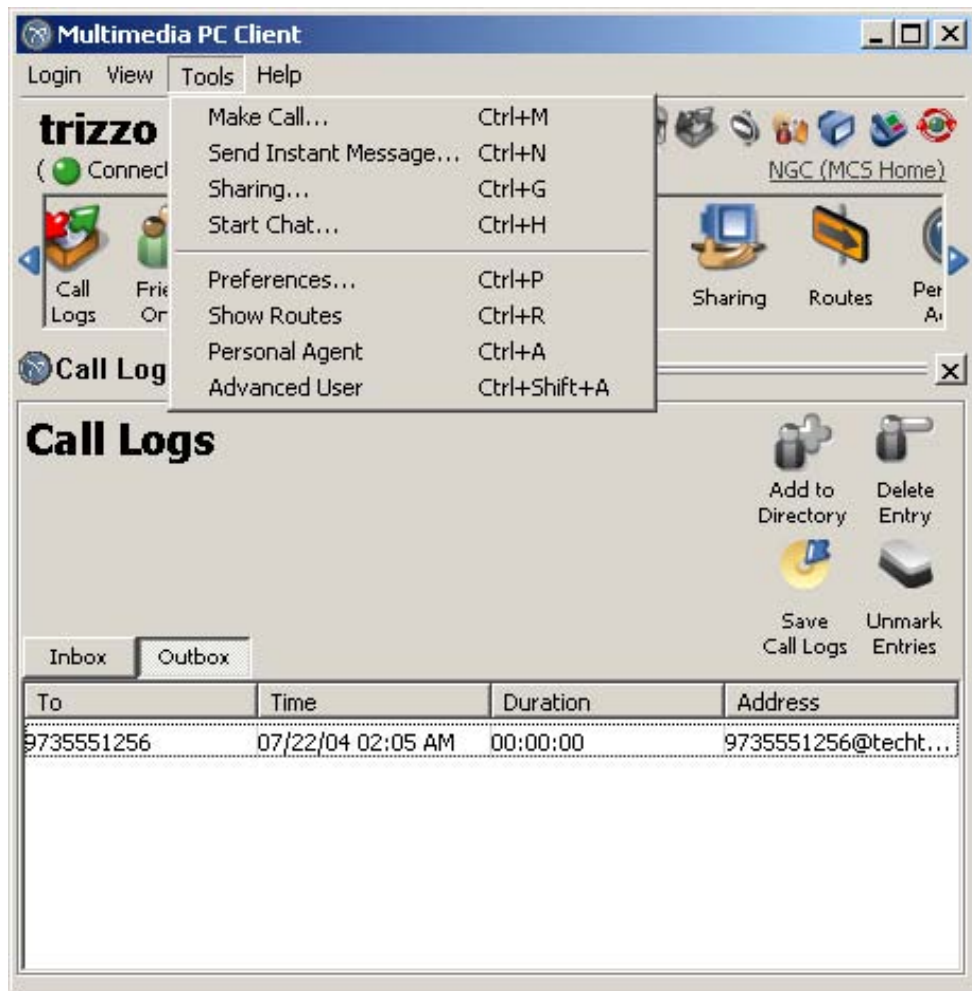 Multimedia PC Client
Login View Tools Help
trizzo
Make Call... Ctrl+M
Send Instant Message... Ctrl+N
Sharing... Ctrl+G
Start Chat... Ctrl+H
Preferences... Ctrl+P
Show Routes Ctrl+R
Personal Agent Ctrl+A
Advanced User Ctrl+Shift+A
NGC (MCS Home)
Call Logs
Sharing
Routes
Call Log
Call Logs
Add to Directory
Delete Entry
Save Call Logs
Unmark Entries
Inbox Outbox
To Time Duration Address
9735551256 07/22/04 02:05 AM 00:00:00 9735551256@techt...